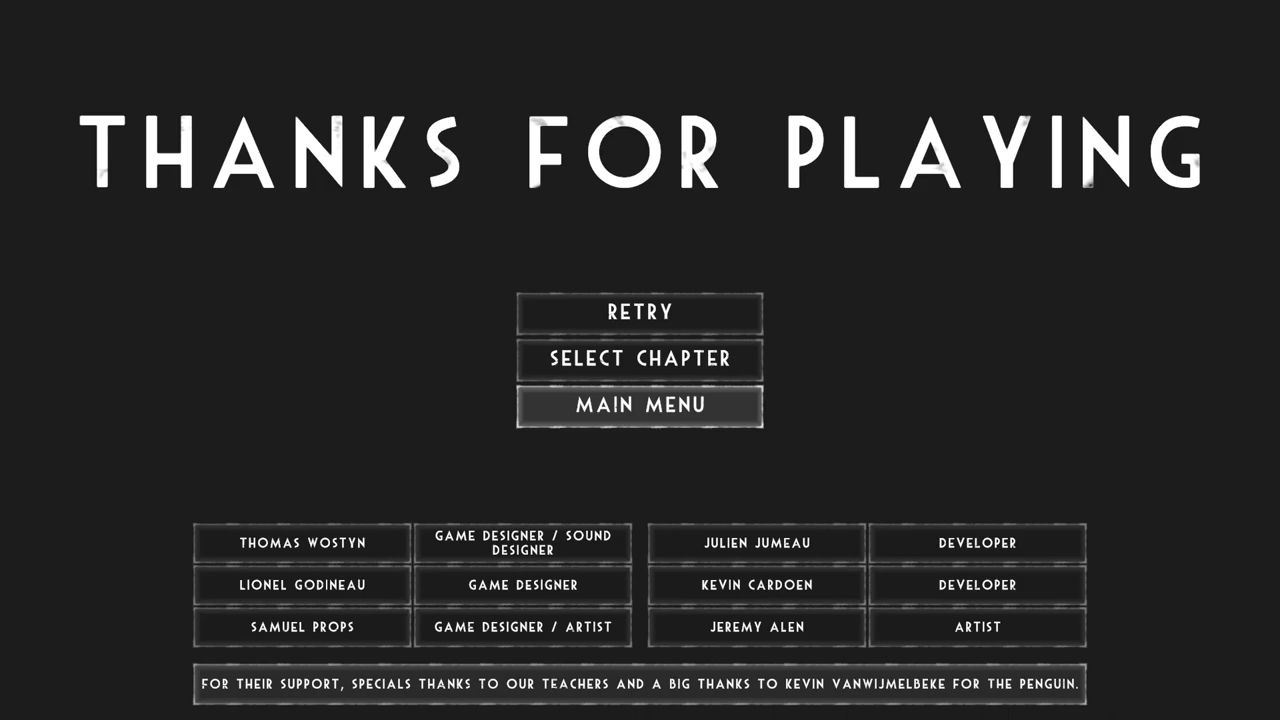 THANKS FOR PLAYING
RETRY
SELECT CHAPTER
MAIN MENU
THOMAS WOSTYN
GAME DESIGNER / SOUND
DESIGNER
JULIEN JUMEAU
DEVELOPER
LIONEL GODINEAU
GAME DESIGNER
KEVIN CARDOEN
DEVELOPER
SAMUEL PROPS
GAME DESIGNER / ARTIST
JEREMY ALEN
ARTIST
FOR THEIR SUPPORT, SPECIALS THANKS TO OUR TEACHERS AND A BIG THANKS TO KEVIN VANWIJMELBEKE FOR THE PENGUIN.